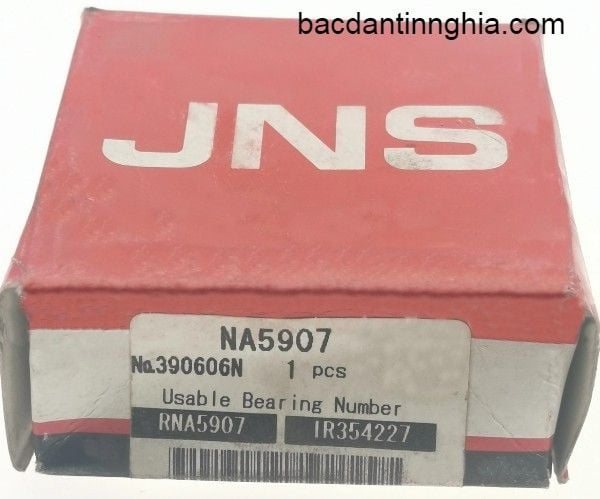 bacdantinnghia.com
JNS
NA5907
No.390606N 1 pcs
Usable Bearing Number
RNA5907 IR354227